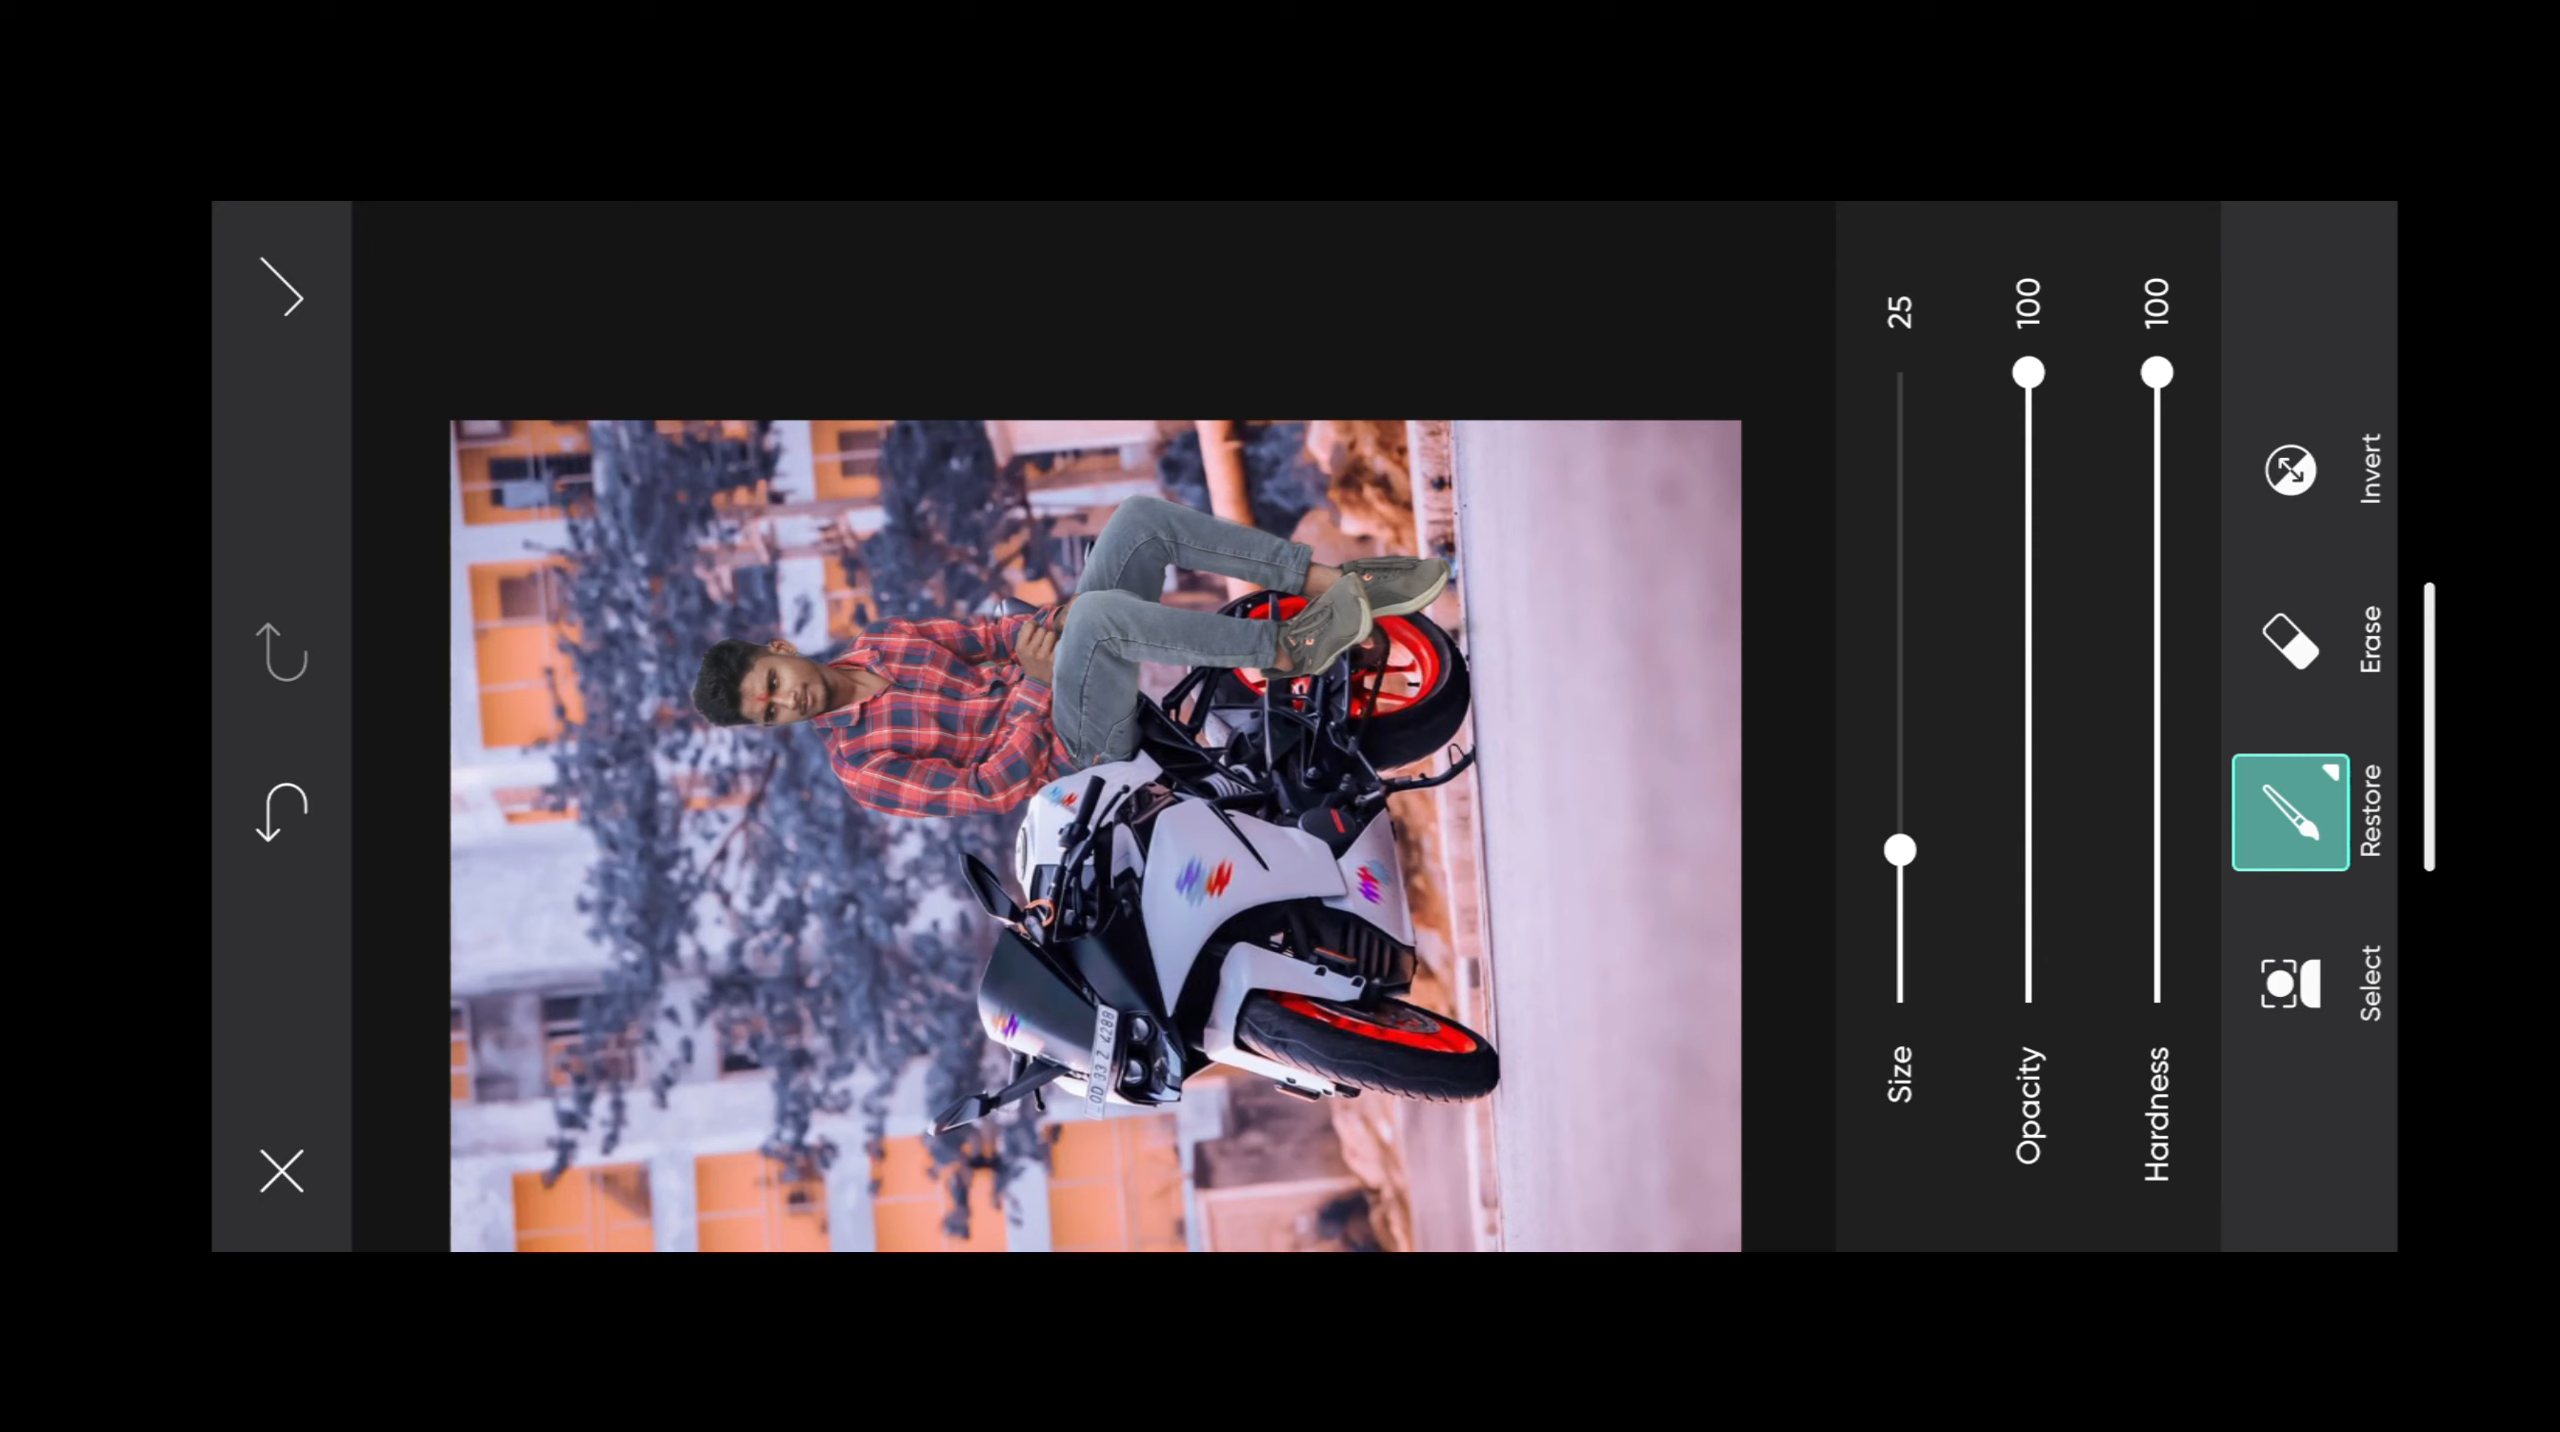 Size 25
Opacity 100
Hardness 100
Select Restore Erase Invert
OD 33 Z 4288